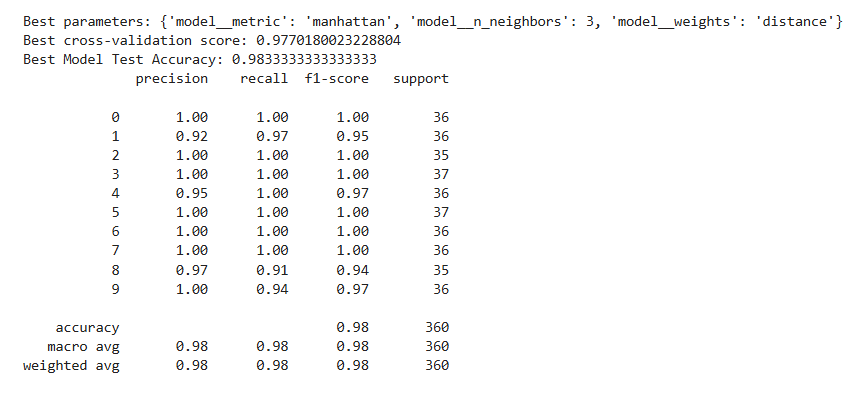 Best parameters: {'model__metric': 'manhattan', 'model__n_neighbors': 3, 'model__weights': 'distance'}
Best cross-validation score: 0.9770180023228804
Best Model Test Accuracy: 0.9833333333333333
precision recall f1-score support
0 1.00 1.00 1.00 36
1 0.92 0.97 0.95 36
2 1.00 1.00 1.00 35
3 1.00 1.00 1.00 37
4 0.95 1.00 0.97 36
5 1.00 1.00 1.00 37
6 1.00 1.00 1.00 36
7 1.00 1.00 1.00 36
8 0.97 0.91 0.94 35
9 1.00 0.94 0.97 36
accuracy 0.98 360
macro avg 0.98 0.98 0.98 360
weighted avg 0.98 0.98 0.98 360